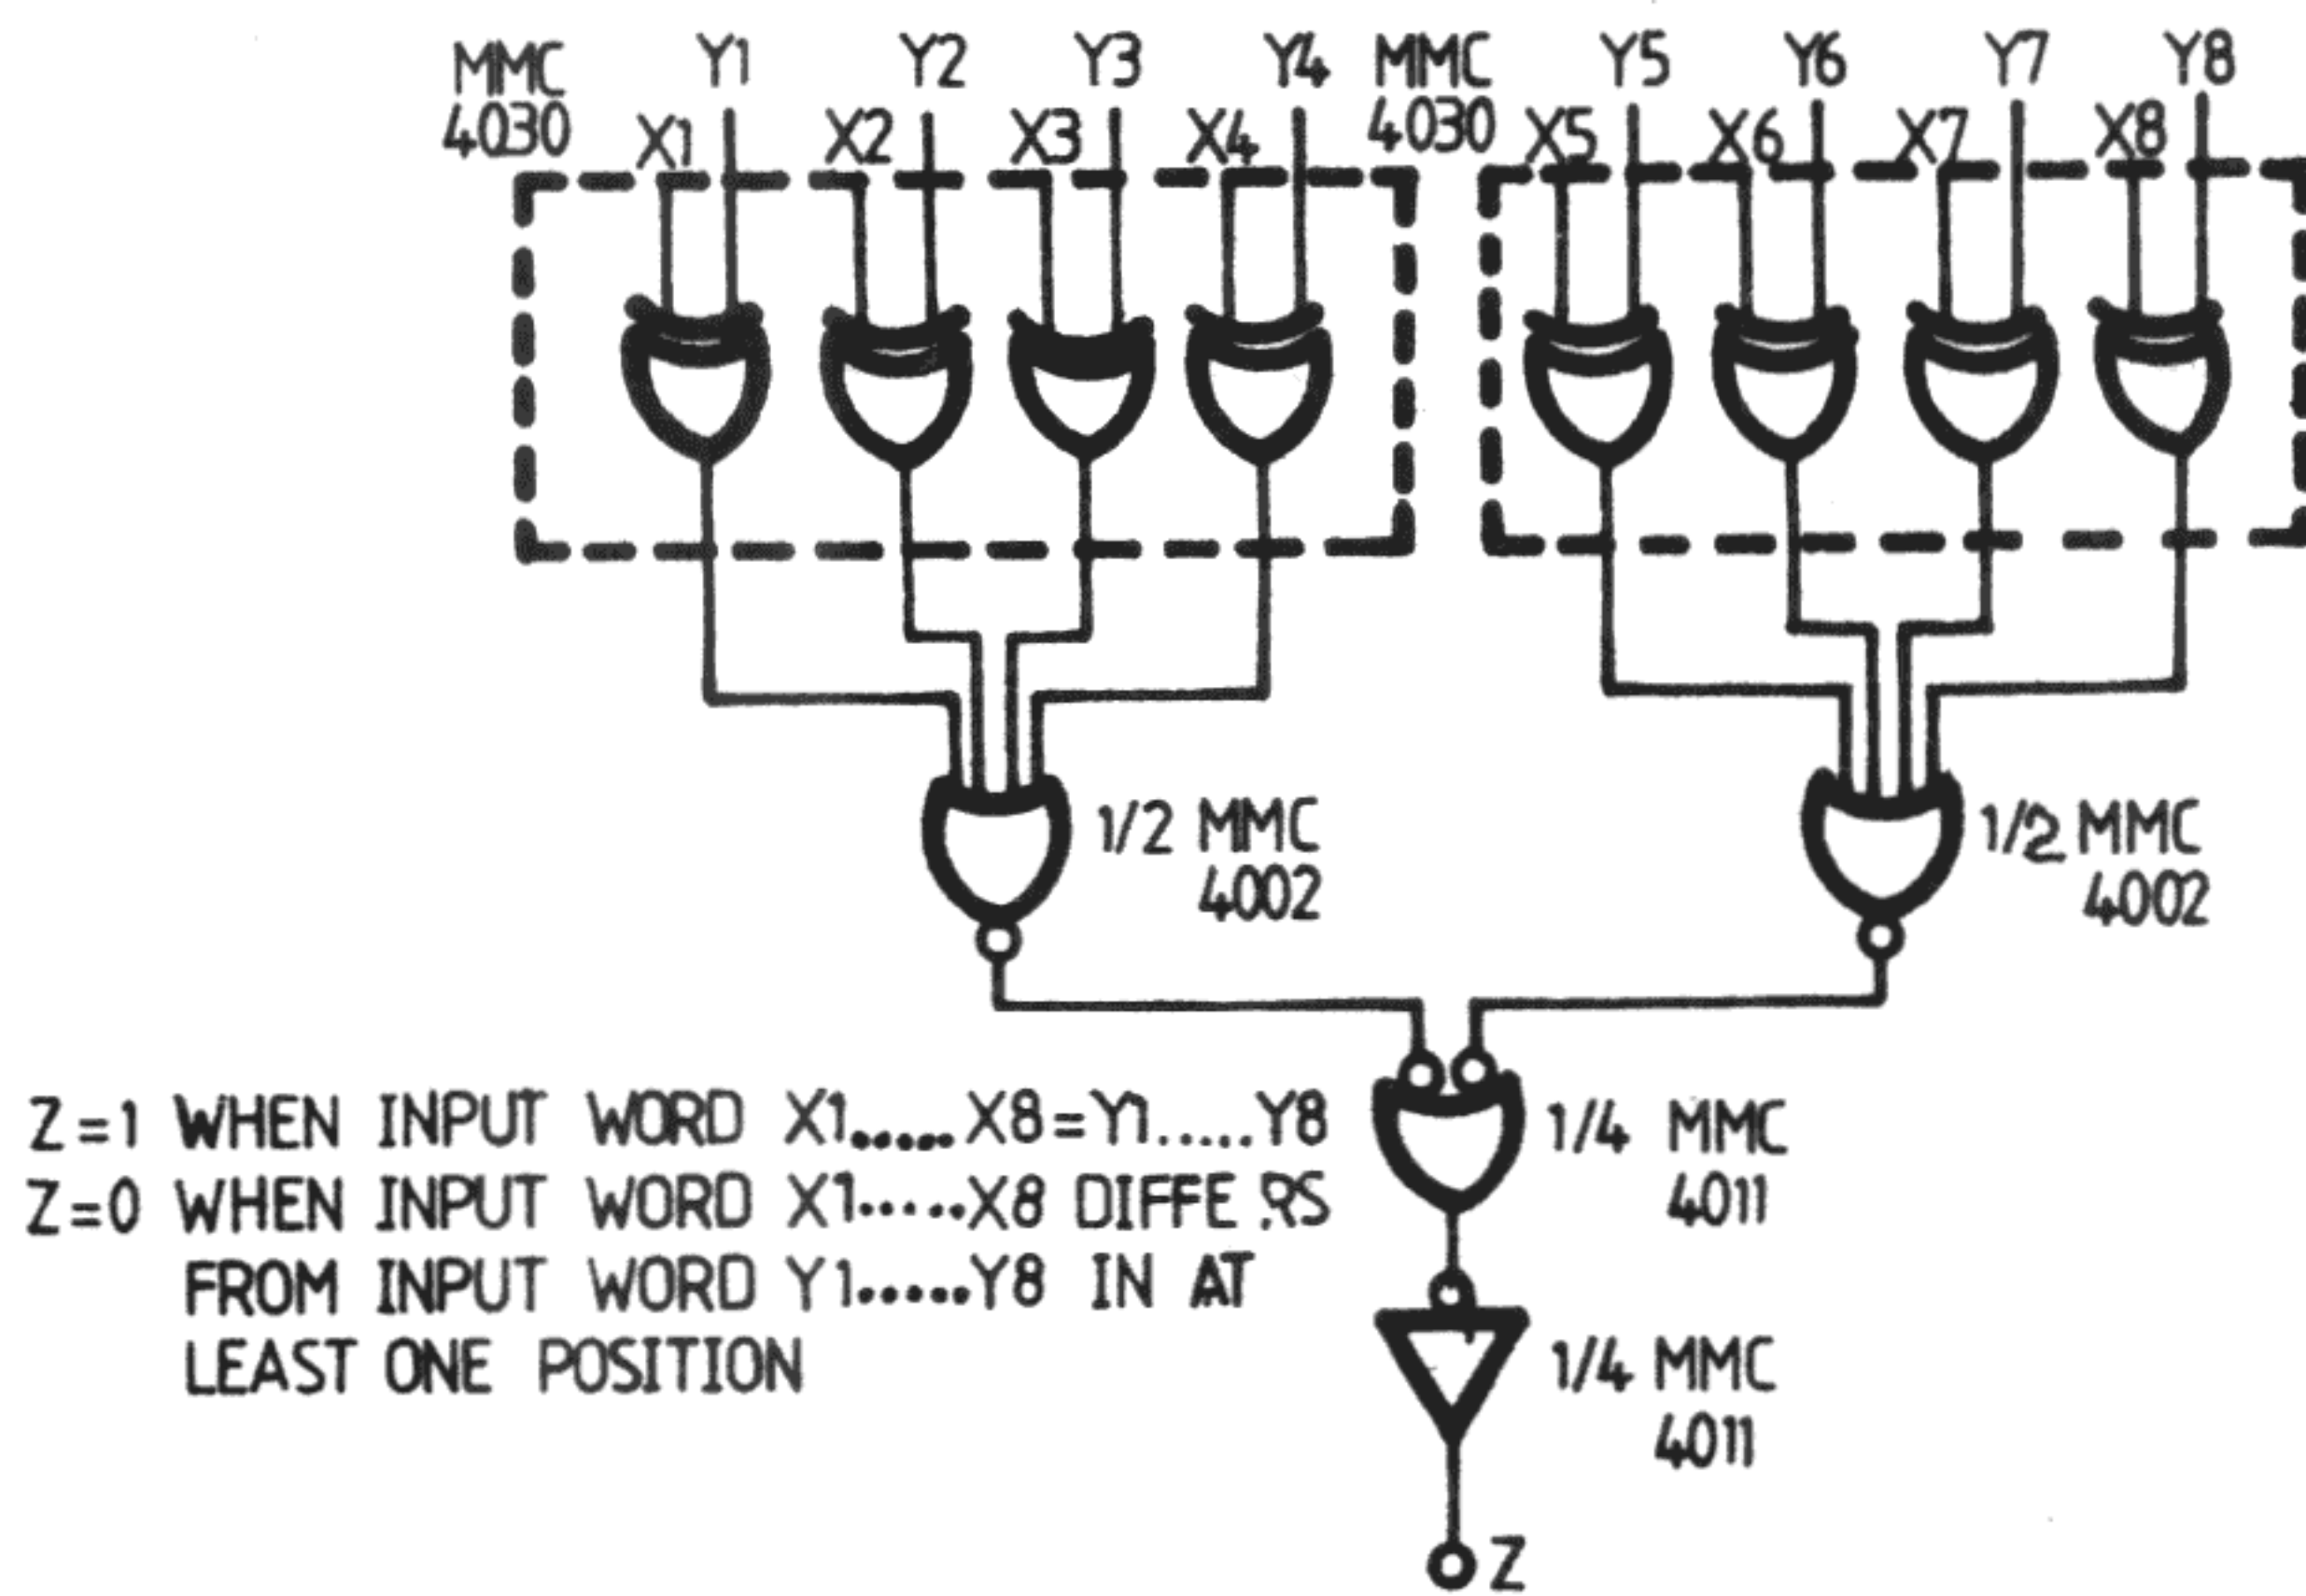 MMC Y1 Y2 Y3 Y4 MMC Y5 Y6 Y7 Y8
4030 X1 X2 X3 X4 4030 X5 X6 X7 X8
1/2 MMC 1/2 MMC
4002 4002
Z=1 WHEN INPUT WORD X1.....X8=Y1.....Y8 1/4 MMC
Z=0 WHEN INPUT WORD X1.....X8 DIFFE.RS 4011
FROM INPUT WORD Y1.....Y8 IN AT
LEAST ONE POSITION 1/4 MMC
4011
Z